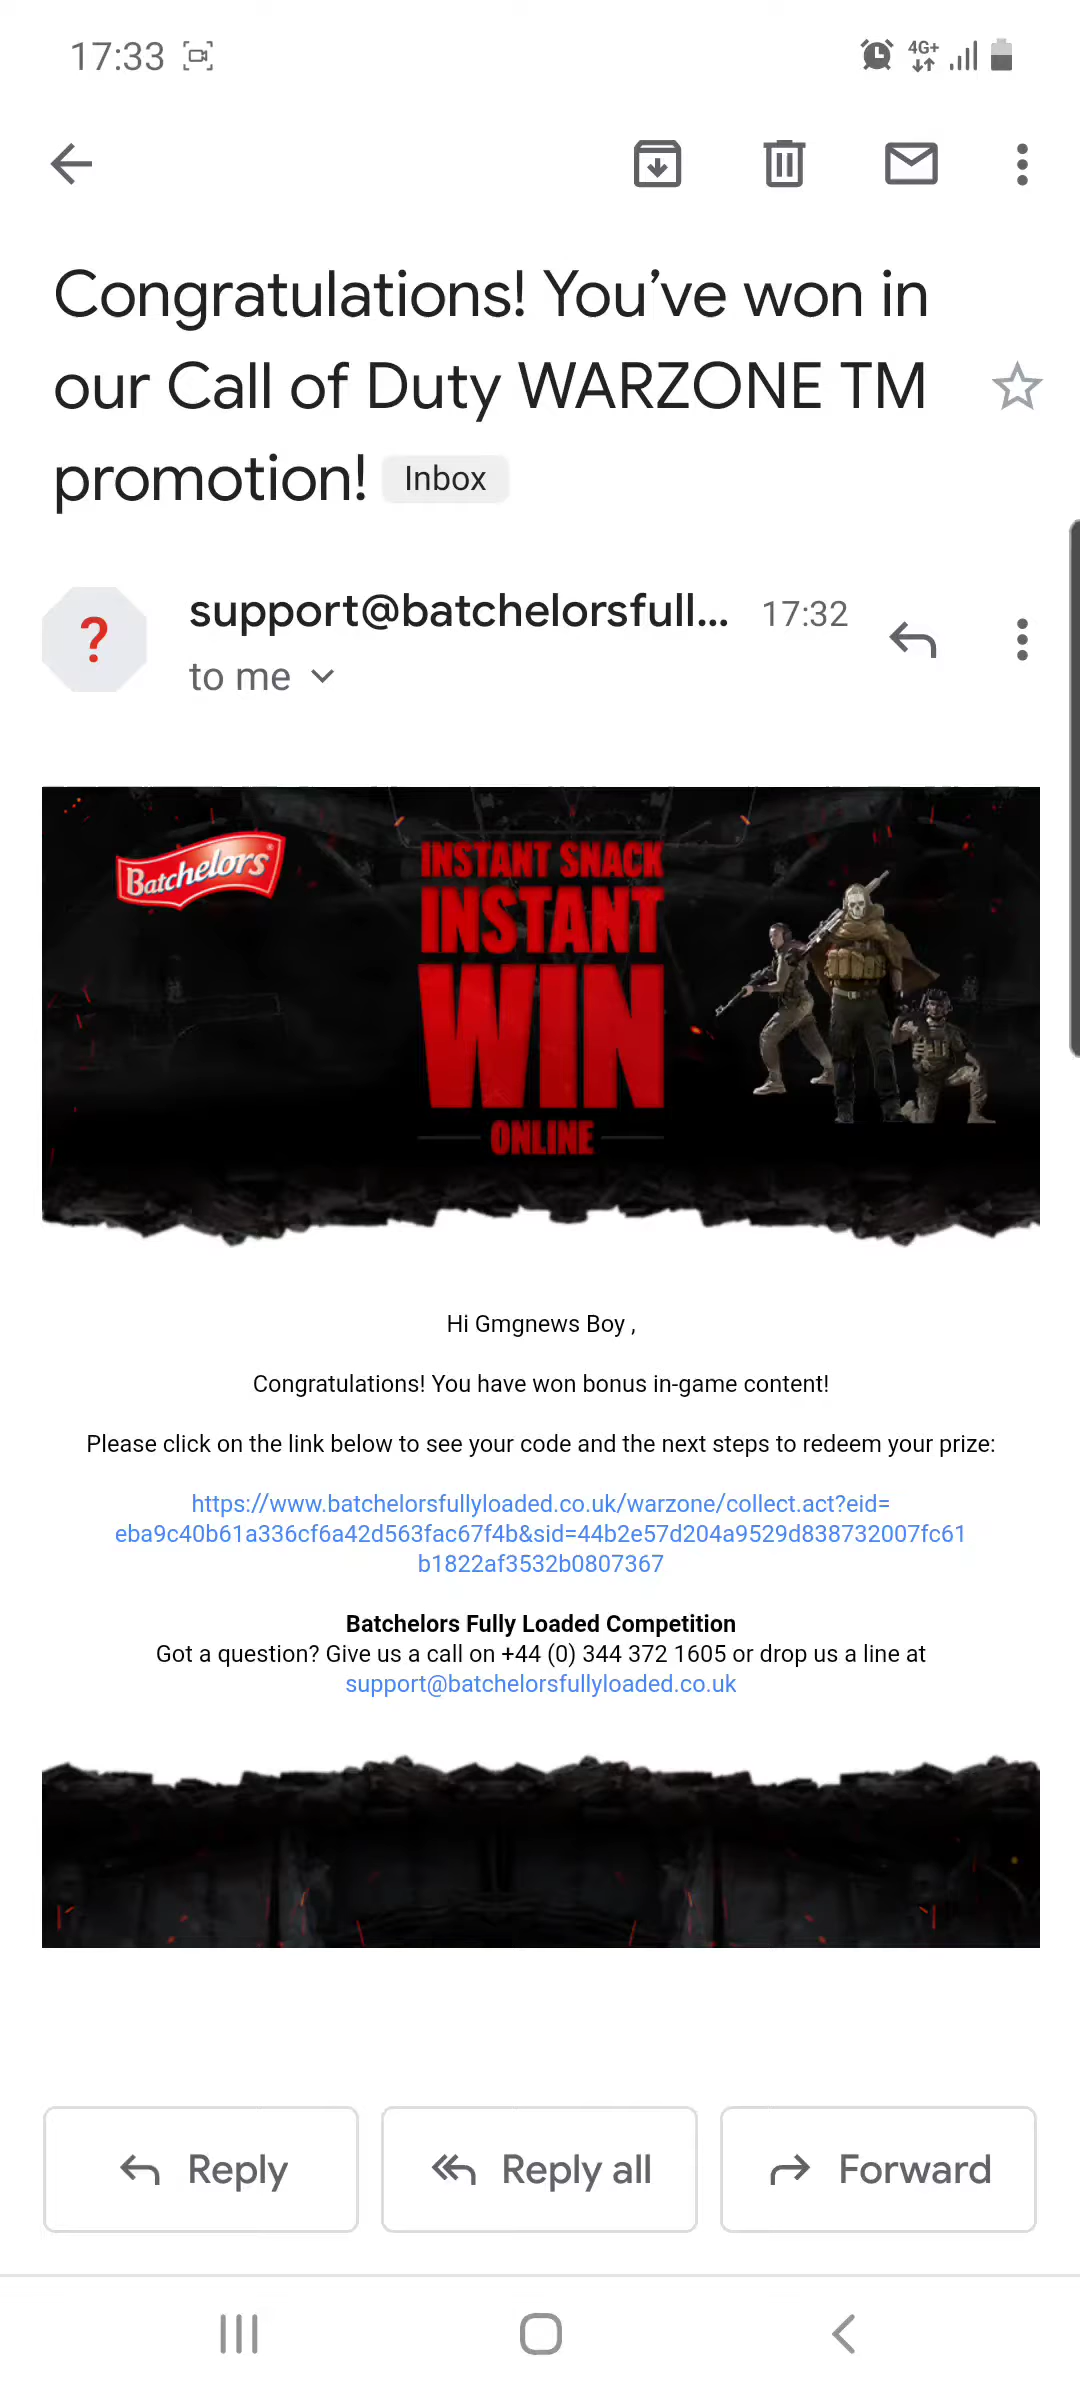 17:33
4G+
Congratulations! You’ve won in
our Call of Duty WARZONE TM
promotion! Inbox
?
support@batchelorsfull... 17:32
to me
Batchelors®
INSTANT SNACK
INSTANT
WIN
ONLINE
Hi Gmgnews Boy ,
Congratulations! You have won bonus in-game content!
Please click on the link below to see your code and the next steps to redeem your prize:
https://www.batchelorsfullyloaded.co.uk/warzone/collect.act?eid=
eba9c40b61a336cf6a42d563fac67f4b&sid=44b2e57d204a9529d838732007fc61
b1822af3532b0807367
Batchelors Fully Loaded Competition
Got a question? Give us a call on +44 (0) 344 372 1605 or drop us a line at
support@batchelorsfullyloaded.co.uk
Reply
Reply all
Forward